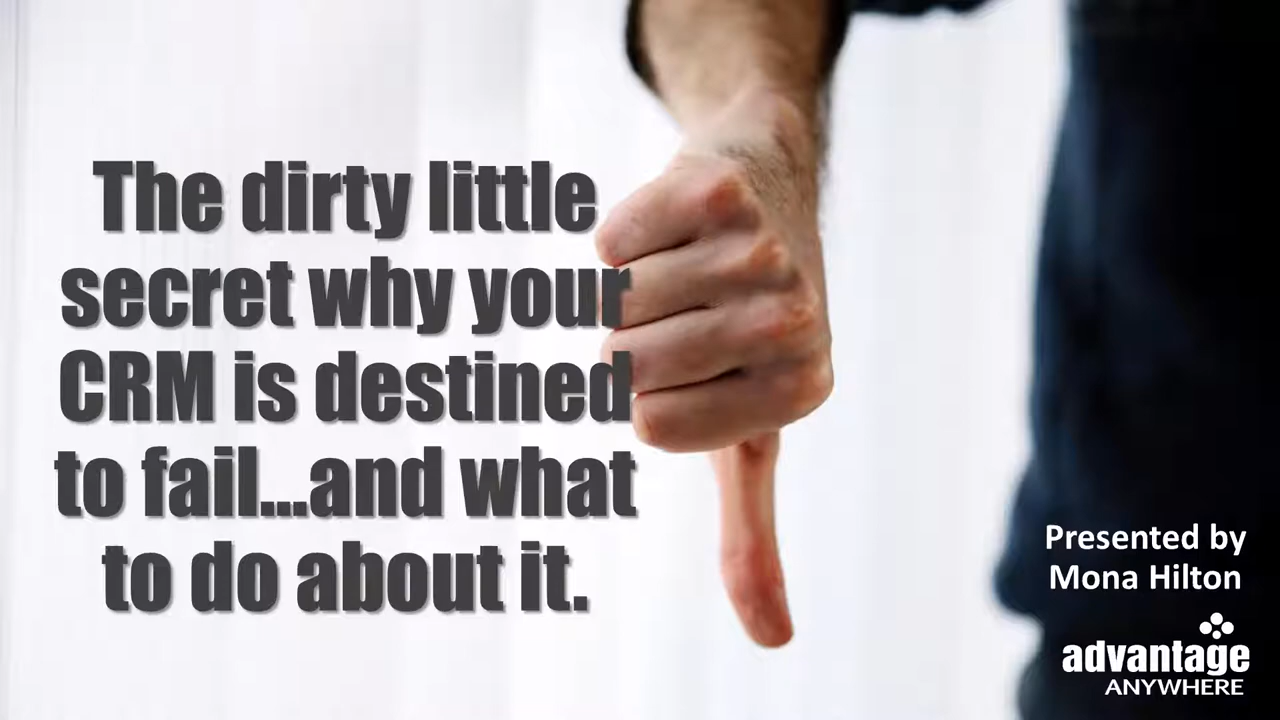 The dirty little
secret why your
CRM is destined
to fail...and what
to do about it.
Presented by
Mona Hilton
advantage
ANYWHERE